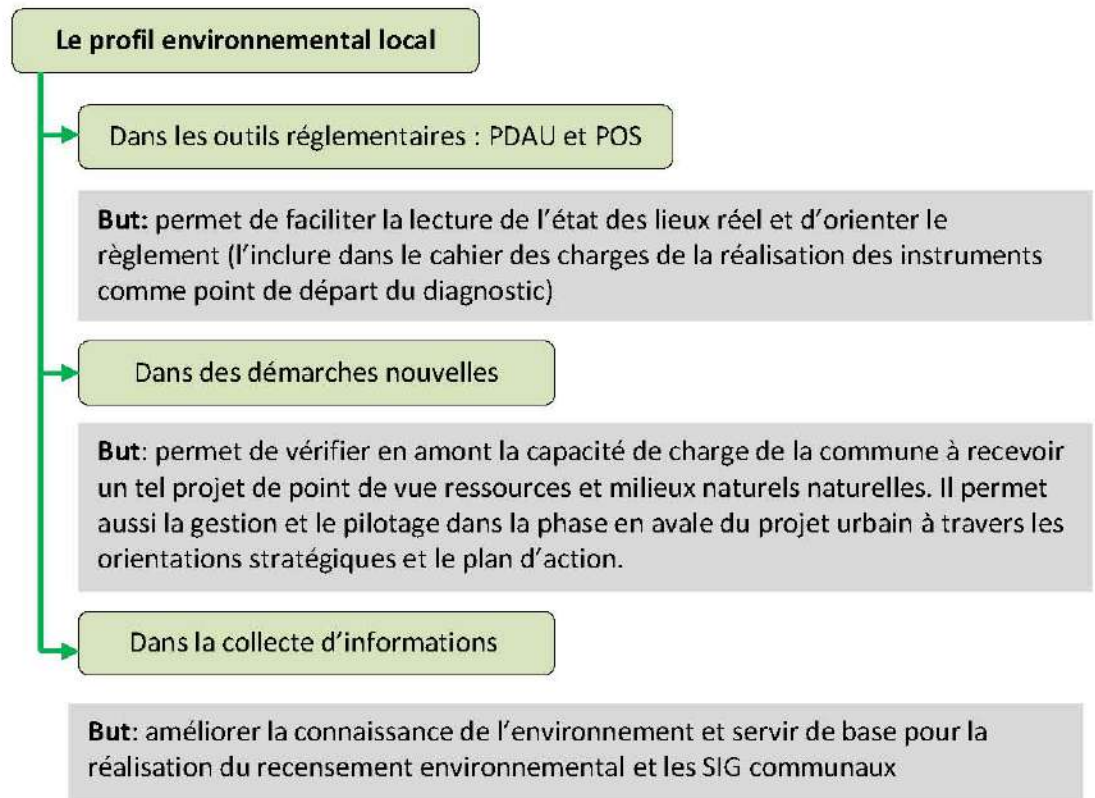 Le profil environnemental local
Dans les outils réglementaires : PDAU et POS
But: permet de faciliter la lecture de l'état des lieux réel et d'orienter le
règlement (l'inclure dans le cahier des charges de la réalisation des instruments
comme point de départ du diagnostic)
Dans des démarches nouvelles
But: permet de vérifier en amont la capacité de charge de la commune à recevoir
un tel projet de point de vue ressources et milieux naturels naturelles. Il permet
aussi la gestion et le pilotage dans la phase en avale du projet urbain à travers les
orientations stratégiques et le plan d'action.
Dans la collecte d'informations
But: améliorer la connaissance de l'environnement et servir de base pour la
réalisation du recensement environnemental et les SIG communaux